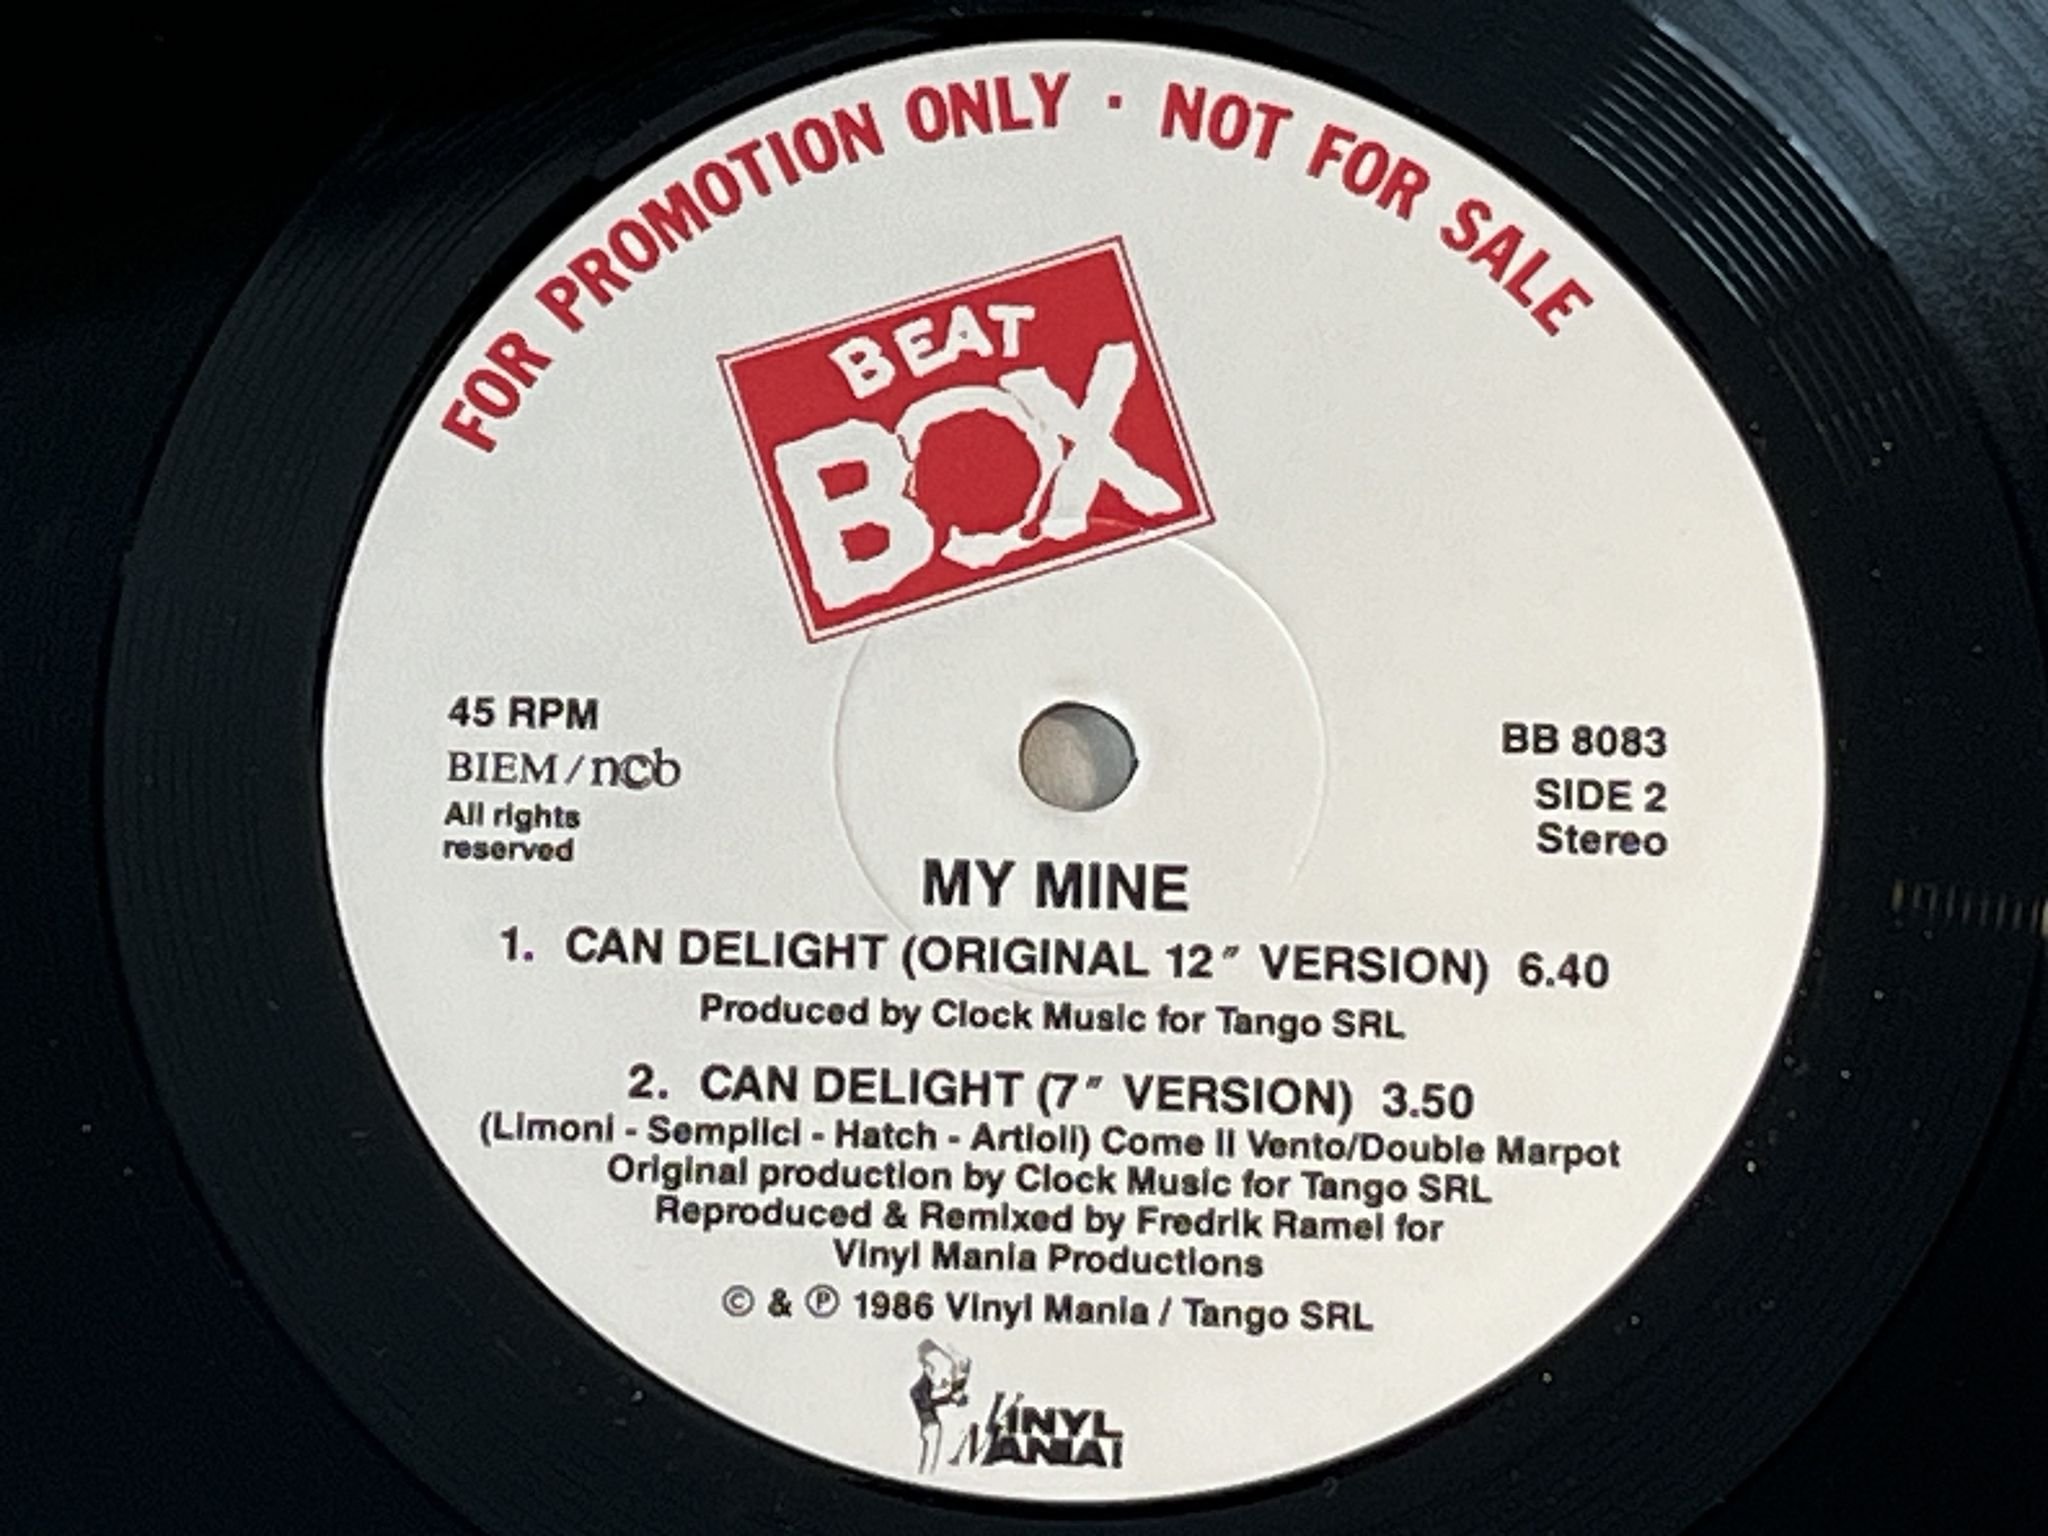 FOR PROMOTION ONLY · NOT FOR SALE
BEAT
BOX
45 RPM
BIEM/ncb
All rights
reserved
BB 8083
SIDE 2
Stereo
MY MINE
1. CAN DELIGHT (ORIGINAL 12" VERSION) 6.40
Produced by Clock Music for Tango SRL
2. CAN DELIGHT (7" VERSION) 3.50
(Limoni - Semplici - Hatch - Artioli) Come Il Vento/Double Marpot
Original production by Clock Music for Tango SRL
Reproduced & Remixed by Fredrik Ramel for
Vinyl Mania Productions
© & ℗ 1986 Vinyl Mania / Tango SRL
VINYL
MANIA!